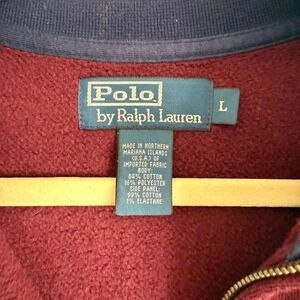 Polo
by Ralph Lauren
L
MADE IN NORTHERN
MARIANA ISLANDS
(U.S.A.) OF
IMPORTED FABRIC
BODY:
84% COTTON
16% POLYESTER
SIDE PANEL:
99% COTTON
1% ELASTANE